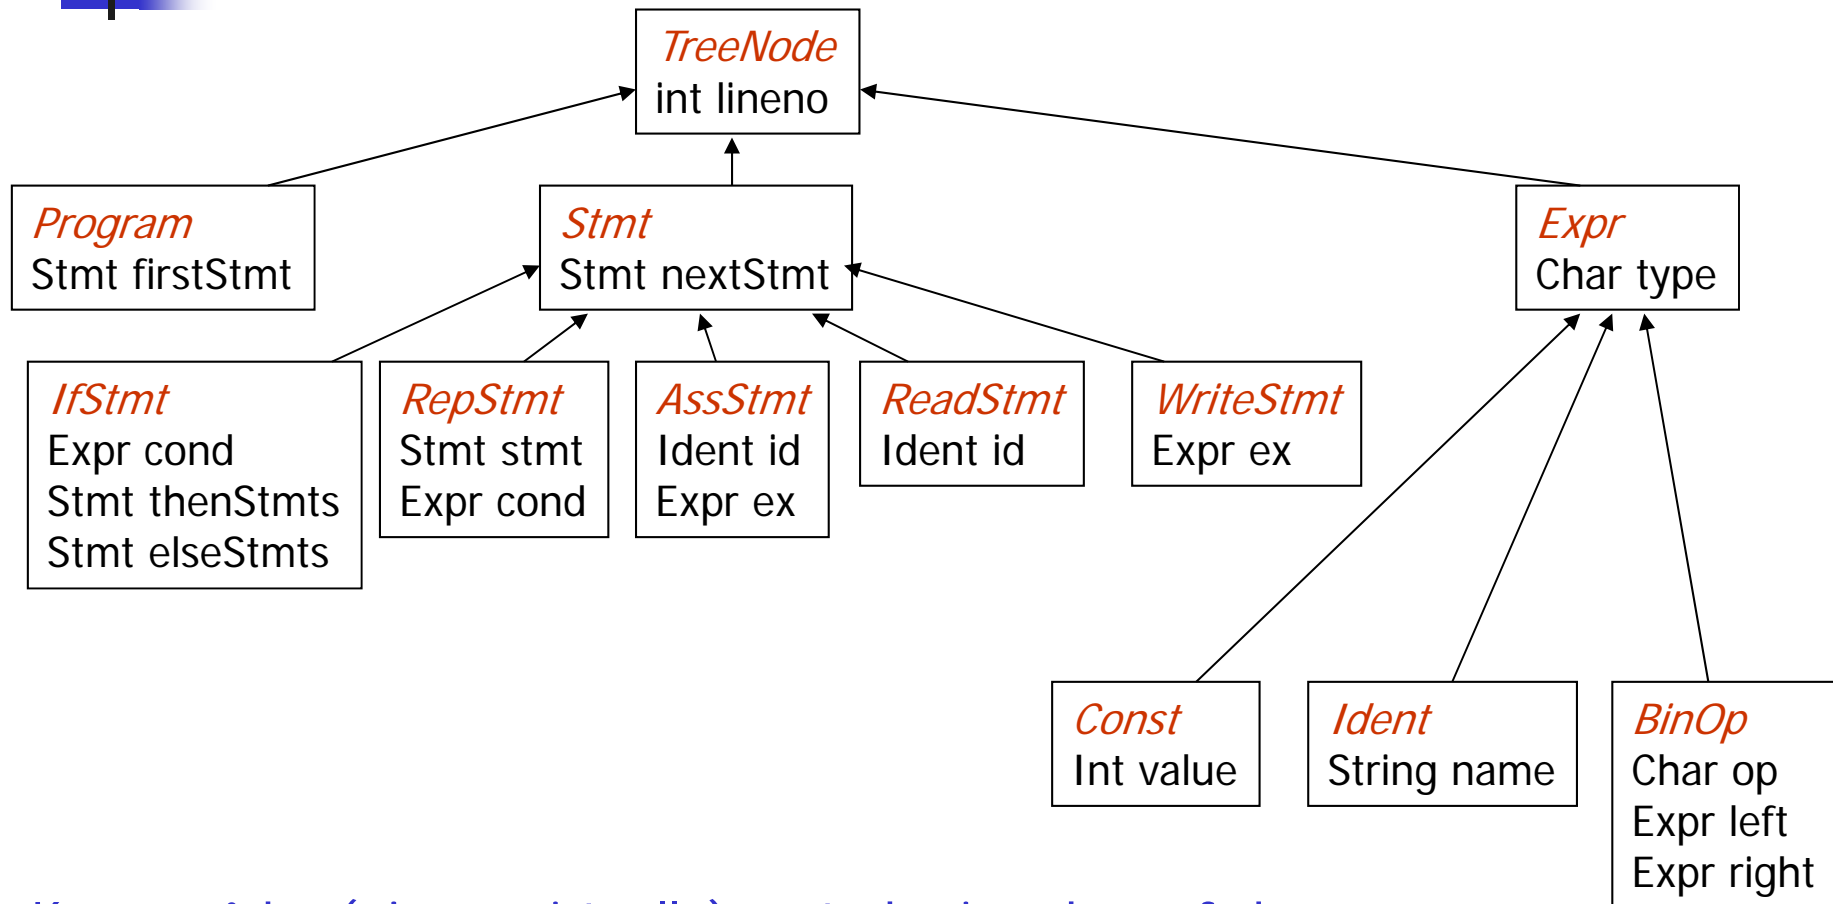 TreeNode
int lineno
Program
Stmt firstStmt
Stmt
Stmt nextStmt
Expr
Char type
IfStmt
Expr cond
Stmt thenStmts
Stmt elseStmts
RepStmt
Stmt stmt
Expr cond
AssStmt
Ident id
Expr ex
ReadStmt
Ident id
WriteStmt
Expr ex
Const
Int value
Ident
String name
BinOp
Char op
Expr left
Expr right